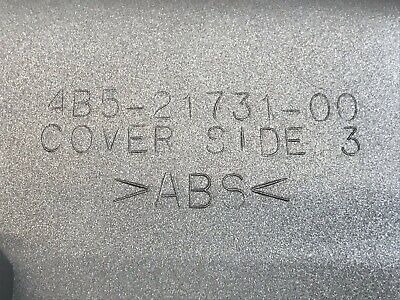 4B5-21731-00
COVER SIDE 3
>ABS<